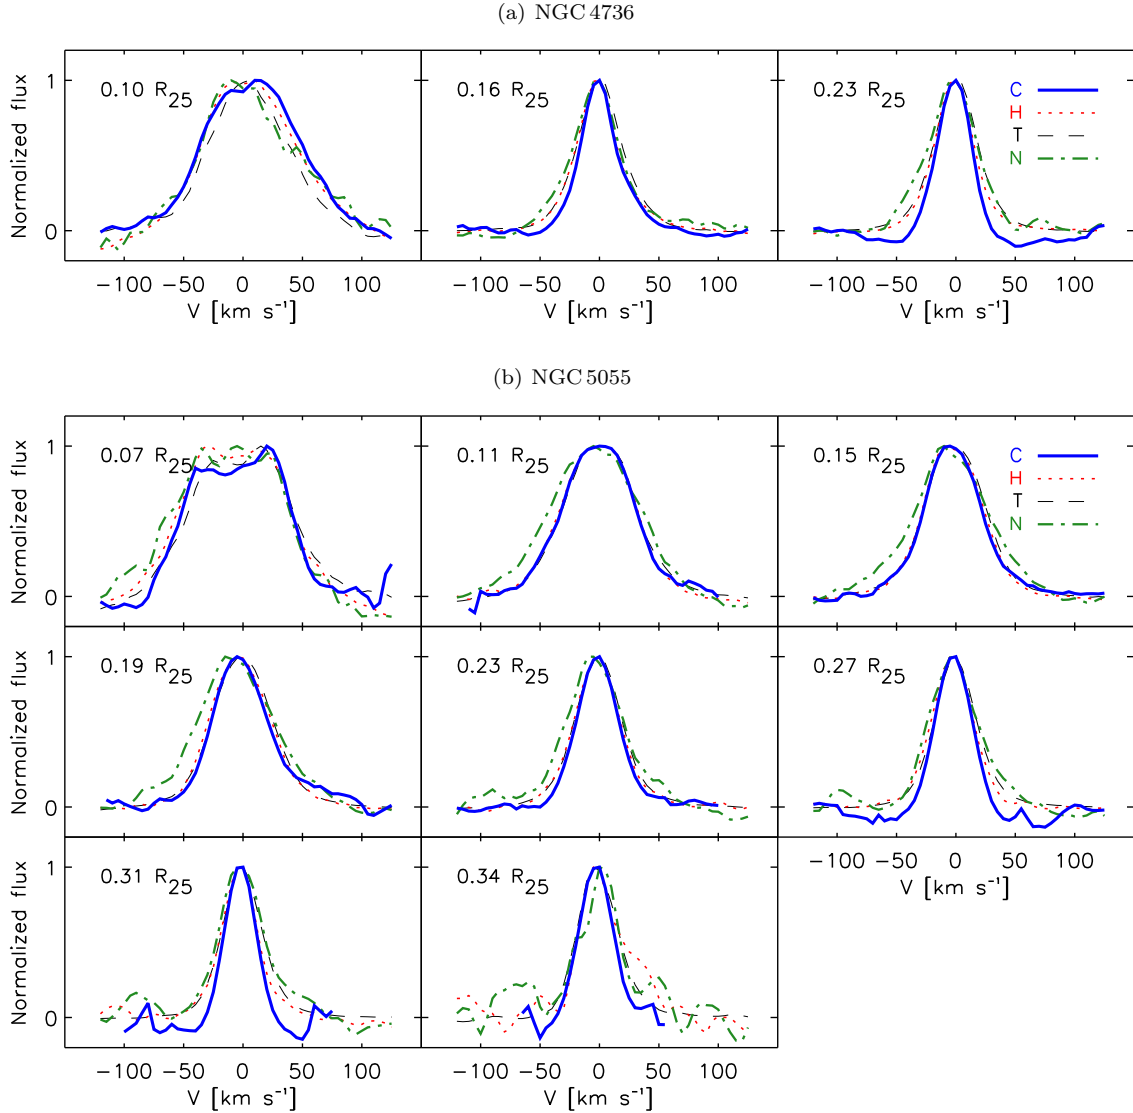 (a) NGC 4736
Normalized flux
1
0
0.10 R25
0.16 R25
0.23 R25
C
H
T
N
−100 −50 0 50 100
−100 −50 0 50 100
−100 −50 0 50 100
V [km s⁻¹]
V [km s⁻¹]
V [km s⁻¹]
(b) NGC 5055
Normalized flux
1
0
0.07 R25
0.11 R25
0.15 R25
C
H
T
N
Normalized flux
1
0
0.19 R25
0.23 R25
0.27 R25
−100 −50 0 50 100
V [km s⁻¹]
Normalized flux
1
0
0.31 R25
0.34 R25
−100 −50 0 50 100
−100 −50 0 50 100
V [km s⁻¹]
V [km s⁻¹]